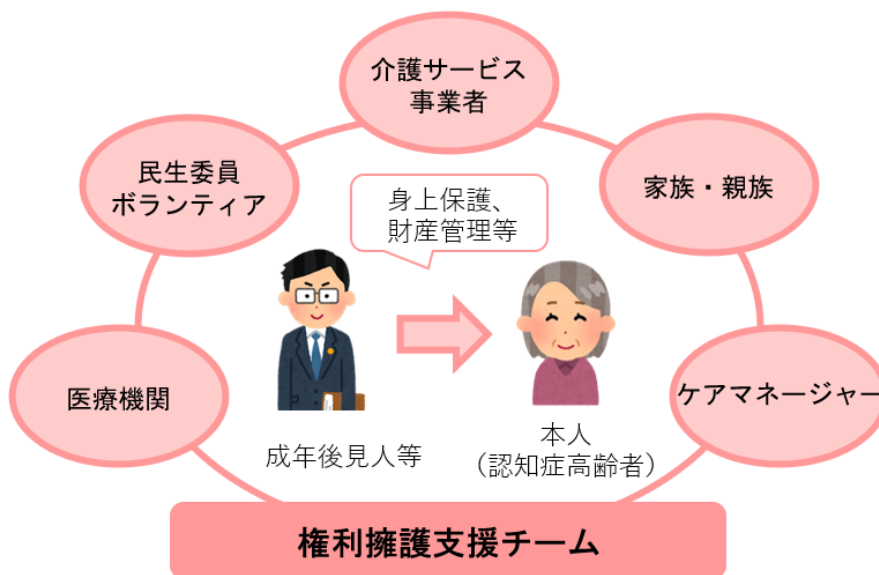 介護サービス
事業者
民生委員
ボランティア
家族・親族
身上保護、
財産管理等
医療機関
ケアマネージャー
成年後見人等
本人
（認知症高齢者）
権利擁護支援チーム